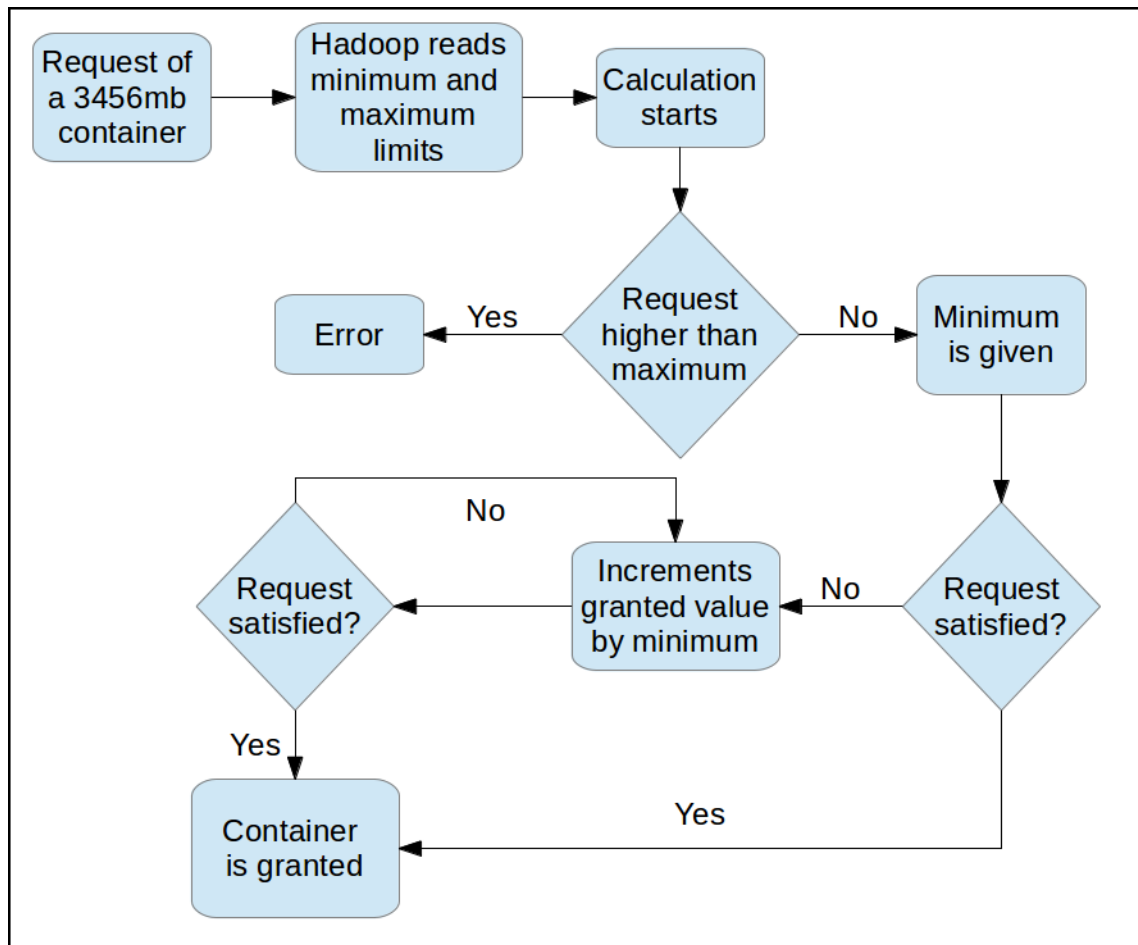 Request of
a 3456mb
container
Hadoop reads
minimum and
maximum
limits
Calculation
starts
Request
higher than
maximum
Yes
Error
No
Minimum
is given
Request
satisfied?
No
Increments
granted value
by minimum
No
Request
satisfied?
Yes
Yes
Container
is granted